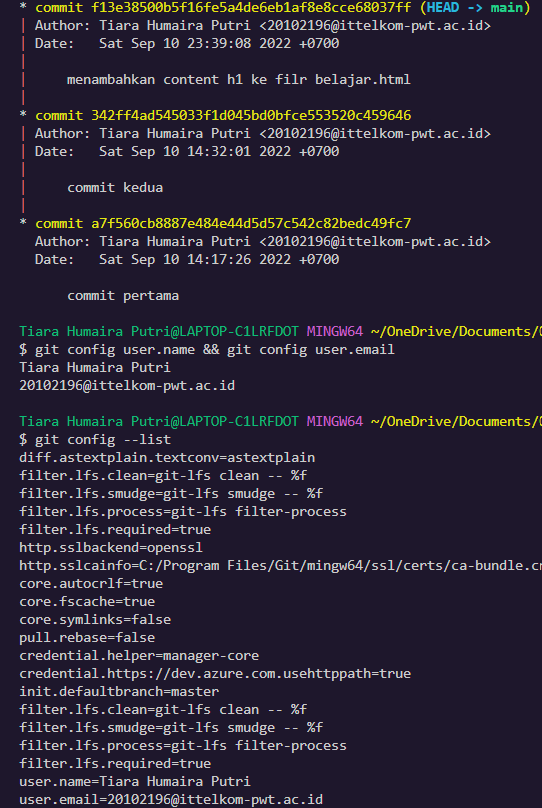 * commit f13e38500b5f16fe5a4de6eb1af8e8cce68037ff (HEAD -> main)
| Author: Tiara Humaira Putri <20102196@ittelkom-pwt.ac.id>
| Date:   Sat Sep 10 23:39:08 2022 +0700
|
|     menambahkan content h1 ke filr belajar.html
|
* commit 342ff4ad545033f1d045bd0bfce553520c459646
| Author: Tiara Humaira Putri <20102196@ittelkom-pwt.ac.id>
| Date:   Sat Sep 10 14:32:01 2022 +0700
|
|     commit kedua
|
* commit a7f560cb8887e484e44d5d57c542c82bedc49fc7
  Author: Tiara Humaira Putri <20102196@ittelkom-pwt.ac.id>
  Date:   Sat Sep 10 14:17:26 2022 +0700

      commit pertama

Tiara Humaira Putri@LAPTOP-C1LRFDOT MINGW64 ~/OneDrive/Documents/
$ git config user.name && git config user.email
Tiara Humaira Putri
20102196@ittelkom-pwt.ac.id

Tiara Humaira Putri@LAPTOP-C1LRFDOT MINGW64 ~/OneDrive/Documents/
$ git config --list
diff.astextplain.textconv=astextplain
filter.lfs.clean=git-lfs clean -- %f
filter.lfs.smudge=git-lfs smudge -- %f
filter.lfs.process=git-lfs filter-process
filter.lfs.required=true
http.sslbackend=openssl
http.sslcainfo=C:/Program Files/Git/mingw64/ssl/certs/ca-bundle.cr
core.autocrlf=true
core.fscache=true
core.symlinks=false
pull.rebase=false
credential.helper=manager-core
credential.https://dev.azure.com.usehttppath=true
init.defaultbranch=master
filter.lfs.clean=git-lfs clean -- %f
filter.lfs.smudge=git-lfs smudge -- %f
filter.lfs.process=git-lfs filter-process
filter.lfs.required=true
user.name=Tiara Humaira Putri
user.email=20102196@ittelkom-pwt.ac.id